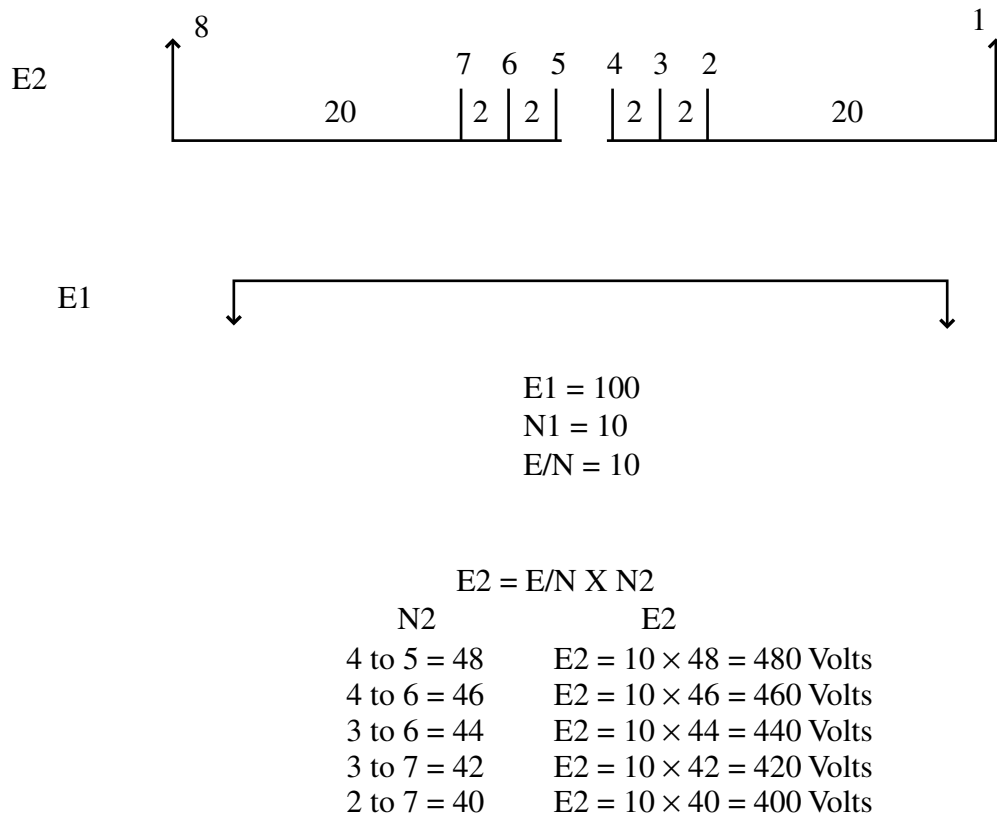 8 1
E2 7 6 5 4 3 2
20 2 2 2 2 20
E1
E1 = 100
N1 = 10
E/N = 10
E2 = E/N X N2
N2 E2
4 to 5 = 48 E2 = 10 × 48 = 480 Volts
4 to 6 = 46 E2 = 10 × 46 = 460 Volts
3 to 6 = 44 E2 = 10 × 44 = 440 Volts
3 to 7 = 42 E2 = 10 × 42 = 420 Volts
2 to 7 = 40 E2 = 10 × 40 = 400 Volts